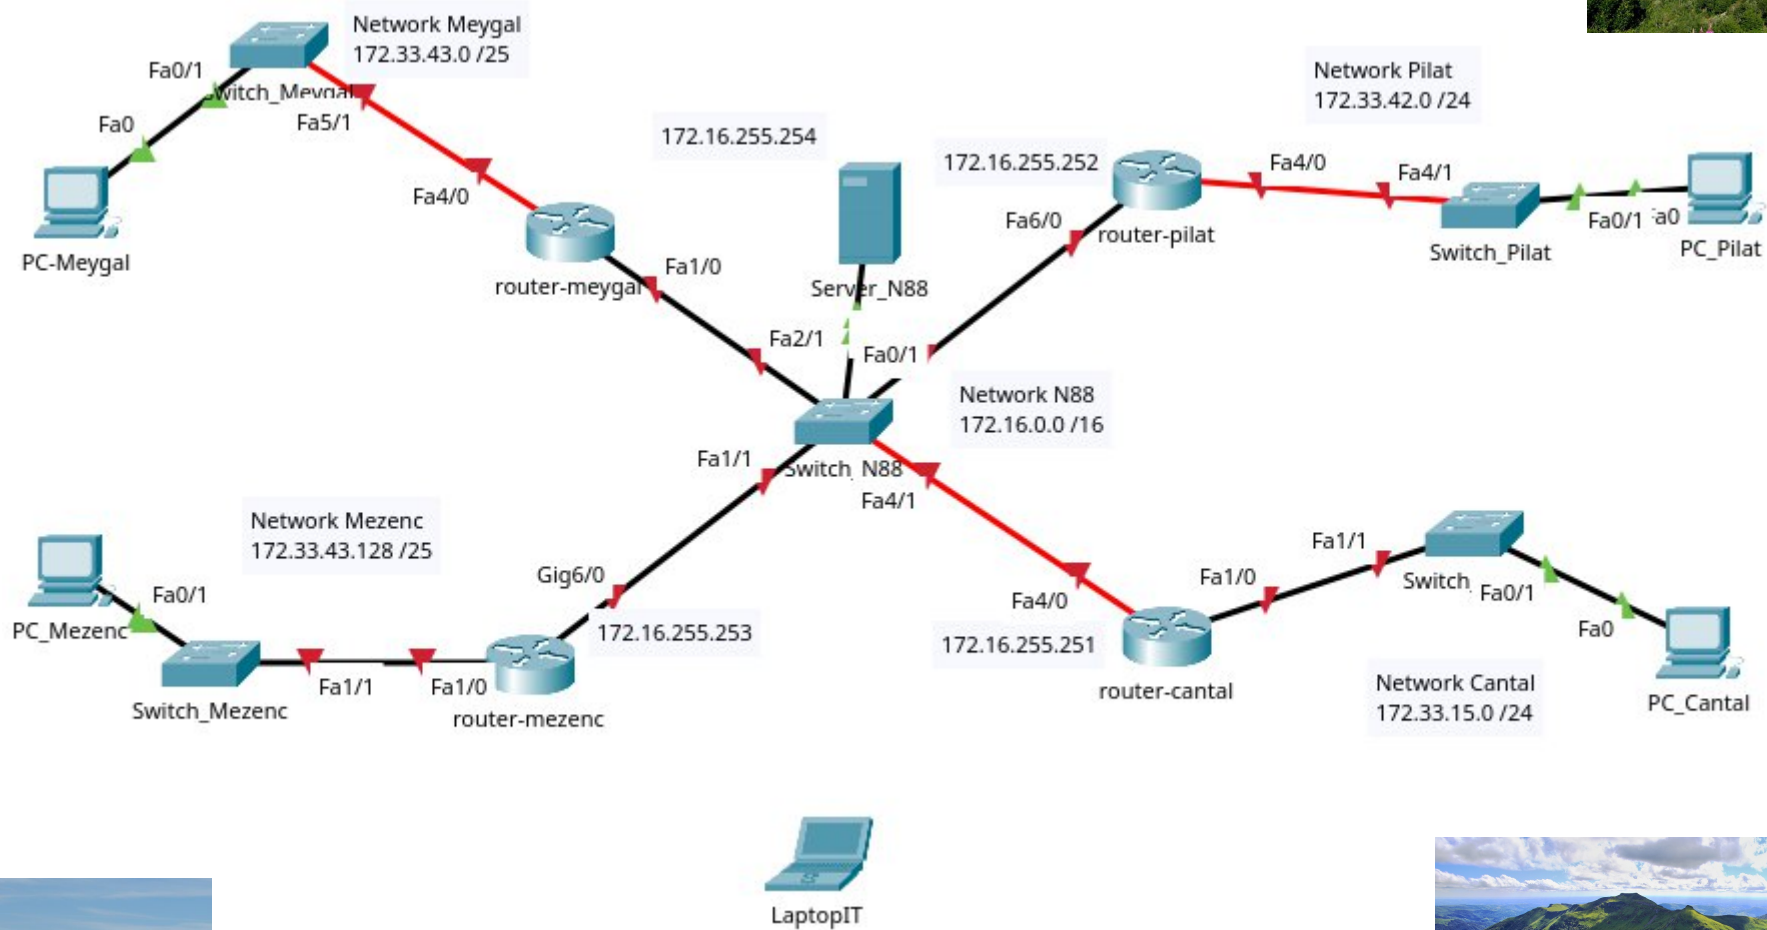 Network Meygal
172.33.43.0 /25
Fa0/1
Switch_Meygal
Fa5/1
Fa0
PC-Meygal
Fa4/0
router-meygal
Fa1/0
172.16.255.254
Server_N88
Fa2/1
Fa0/1
172.16.255.252
Fa6/0
router-pilat
Network Pilat
172.33.42.0 /24
Fa4/0
Fa4/1
Switch_Pilat
Fa0/1
Fa0
PC_Pilat
Network N88
172.16.0.0 /16
Fa1/1
Switch_N88
Fa4/1
Network Mezenc
172.33.43.128 /25
Fa0/1
PC_Mezenc
Switch_Mezenc
Fa1/1
Fa1/0
router-mezenc
Gig6/0
172.16.255.253
Fa4/0
172.16.255.251
router-cantal
Fa1/0
Fa1/1
Switch_
Fa0/1
Fa0
PC_Cantal
Network Cantal
172.33.15.0 /24
LaptopIT